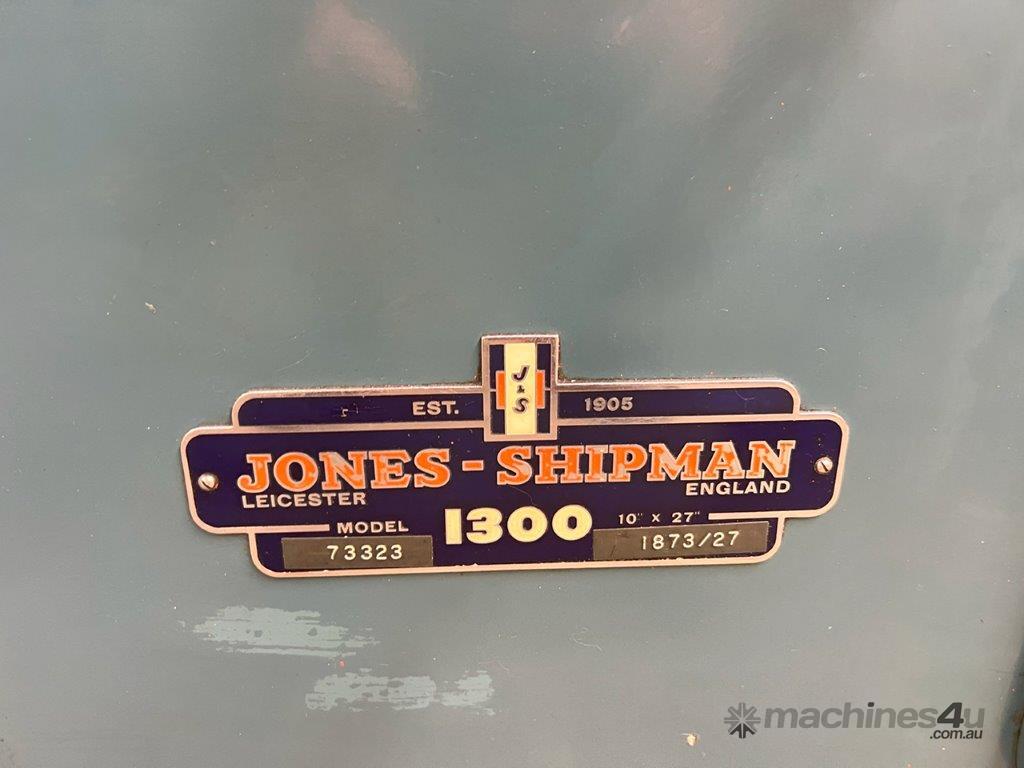 J & S
EST. 1905
JONES-SHIPMAN
LEICESTER ENGLAND
MODEL 1300 10" X 27"
73323 1873/27
machines4u
.com.au